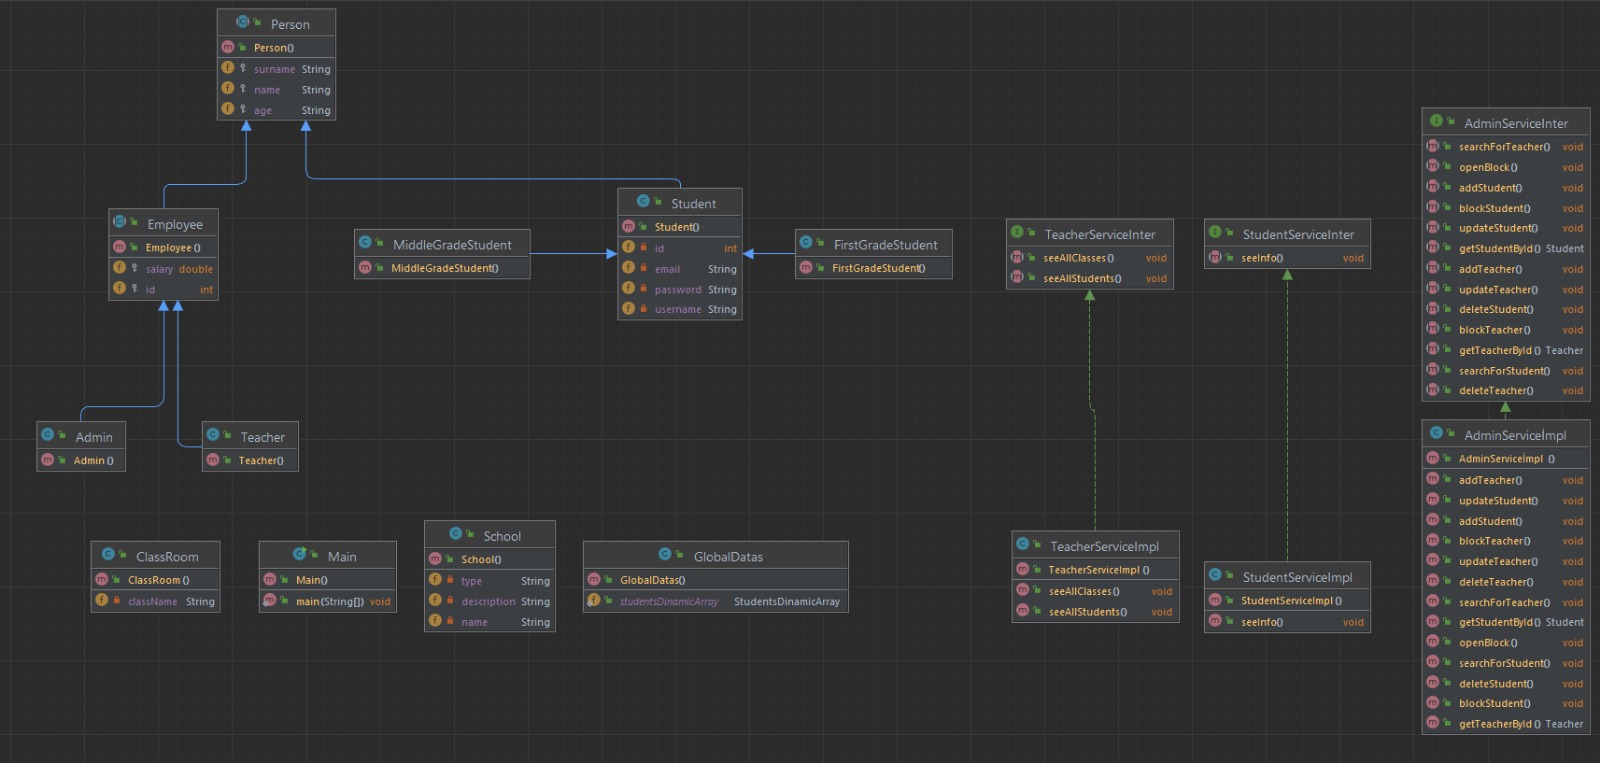 Person
Person()
surname String
name String
age String
Employee
Employee()
salary double
id int
MiddleGradeStudent
MiddleGradeStudent()
Student
Student()
id int
email String
password String
username String
FirstGradeStudent
FirstGradeStudent()
Admin
Admin()
Teacher
Teacher()
ClassRoom
ClassRoom()
className String
Main
Main()
main(String[]) void
School
School()
type String
description String
name String
GlobalDatas
GlobalDatas()
studentsDinamicArray StudentsDinamicArray
TeacherServiceInter
seeAllClasses() void
seeAllStudents() void
StudentServiceInter
seeInfo() void
TeacherServiceImpl
TeacherServiceImpl()
seeAllClasses() void
seeAllStudents() void
StudentServiceImpl
StudentServiceImpl()
seeInfo() void
AdminServiceInter
searchForTeacher() void
openBlock() void
addStudent() void
blockStudent() void
updateStudent() void
getStudentById() Student
addTeacher() void
updateTeacher() void
deleteStudent() void
blockTeacher() void
getTeacherById() Teacher
searchForStudent() void
deleteTeacher() void
AdminServiceİmpl
AdminServiceİmpl()
addTeacher() void
updateStudent() void
addStudent() void
blockTeacher() void
updateTeacher() void
deleteTeacher() void
searchForTeacher() void
getStudentById() Student
openBlock() void
searchForStudent() void
deleteStudent() void
blockStudent() void
getTeacherById() Teacher